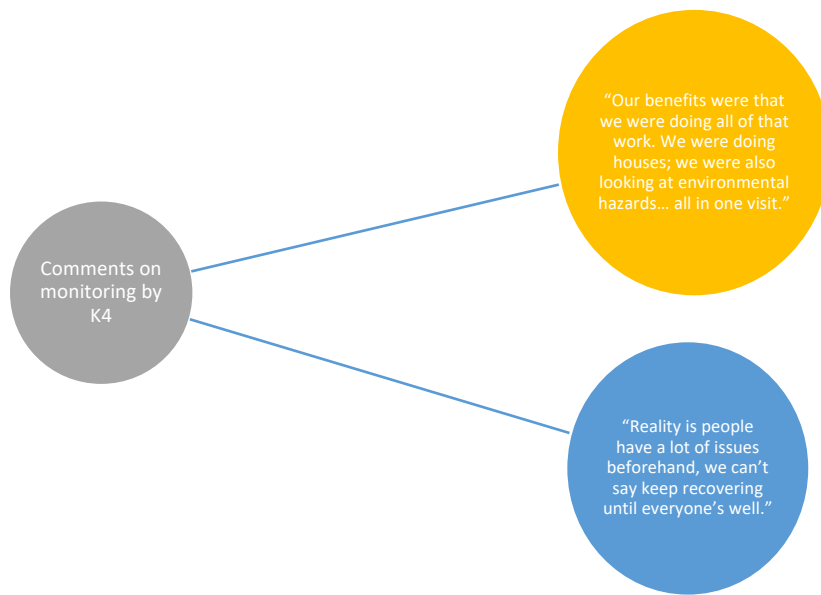 “Our benefits were that
we were doing all of that
work. We were doing
houses; we were also
looking at environmental
hazards… all in one visit.”
Comments on
monitoring by
K4
“Reality is people
have a lot of issues
beforehand, we can’t
say keep recovering
until everyone’s well.”